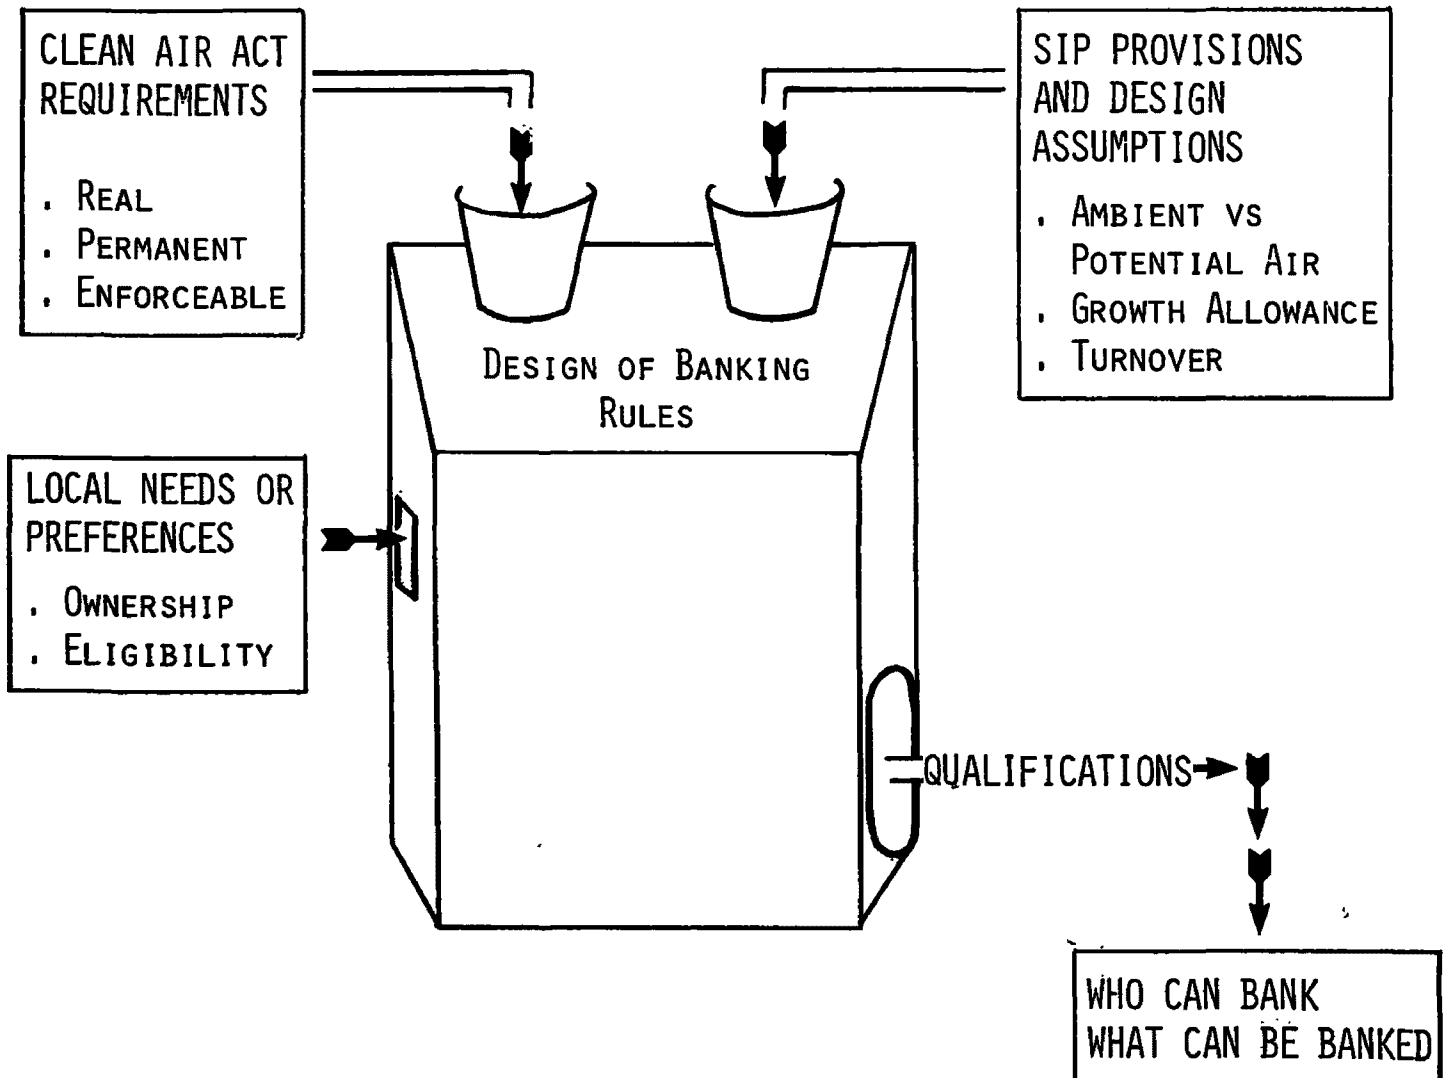 CLEAN AIR ACT
REQUIREMENTS
. REAL
. PERMANENT
. ENFORCEABLE
SIP PROVISIONS
AND DESIGN
ASSUMPTIONS
. AMBIENT VS
POTENTIAL AIR
. GROWTH ALLOWANCE
. TURNOVER
DESIGN OF BANKING
RULES
LOCAL NEEDS OR
PREFERENCES
. OWNERSHIP
. ELIGIBILITY
QUALIFICATIONS
WHO CAN BANK
WHAT CAN BE BANKED